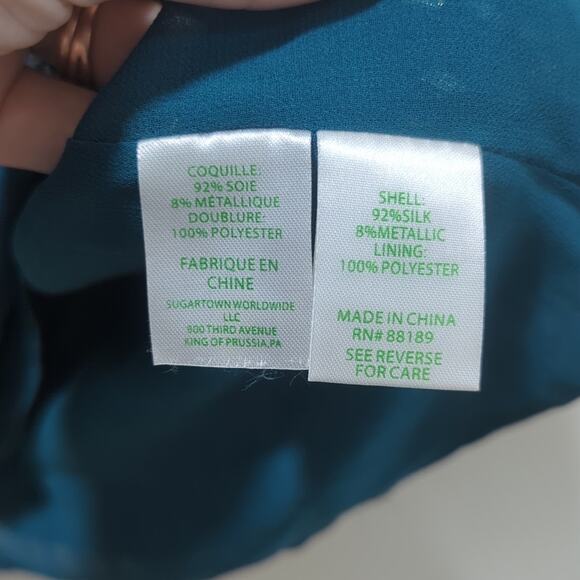 COQUILLE:
92% SOIE
8% MÉTALLIQUE
DOUBLURE:
100% POLYESTER
FABRIQUE EN
CHINE
SUGARTOWN WORLDWIDE
LLC
800 THIRD AVENUE
KING OF PRUSSIA,PA
SHELL:
92%SILK
8%METALLIC
LINING:
100% POLYESTER
MADE IN CHINA
RN# 88189
SEE REVERSE
FOR CARE